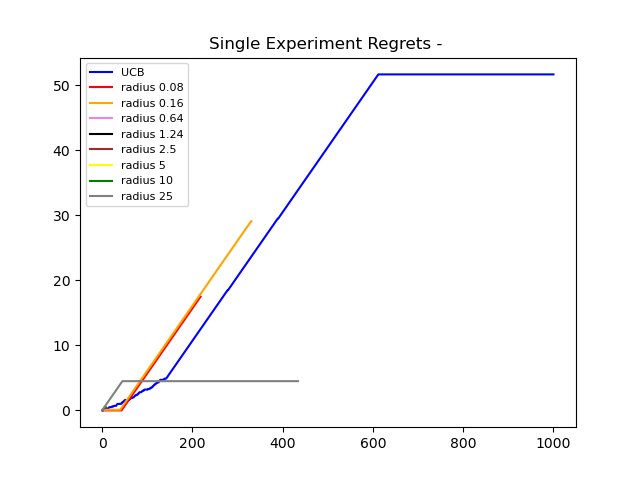 Single Experiment Regrets -
UCB
radius 0.08
radius 0.16
radius 0.64
radius 1.24
radius 2.5
radius 5
radius 10
radius 25
50
40
30
20
10
0
0 200 400 600 800 1000